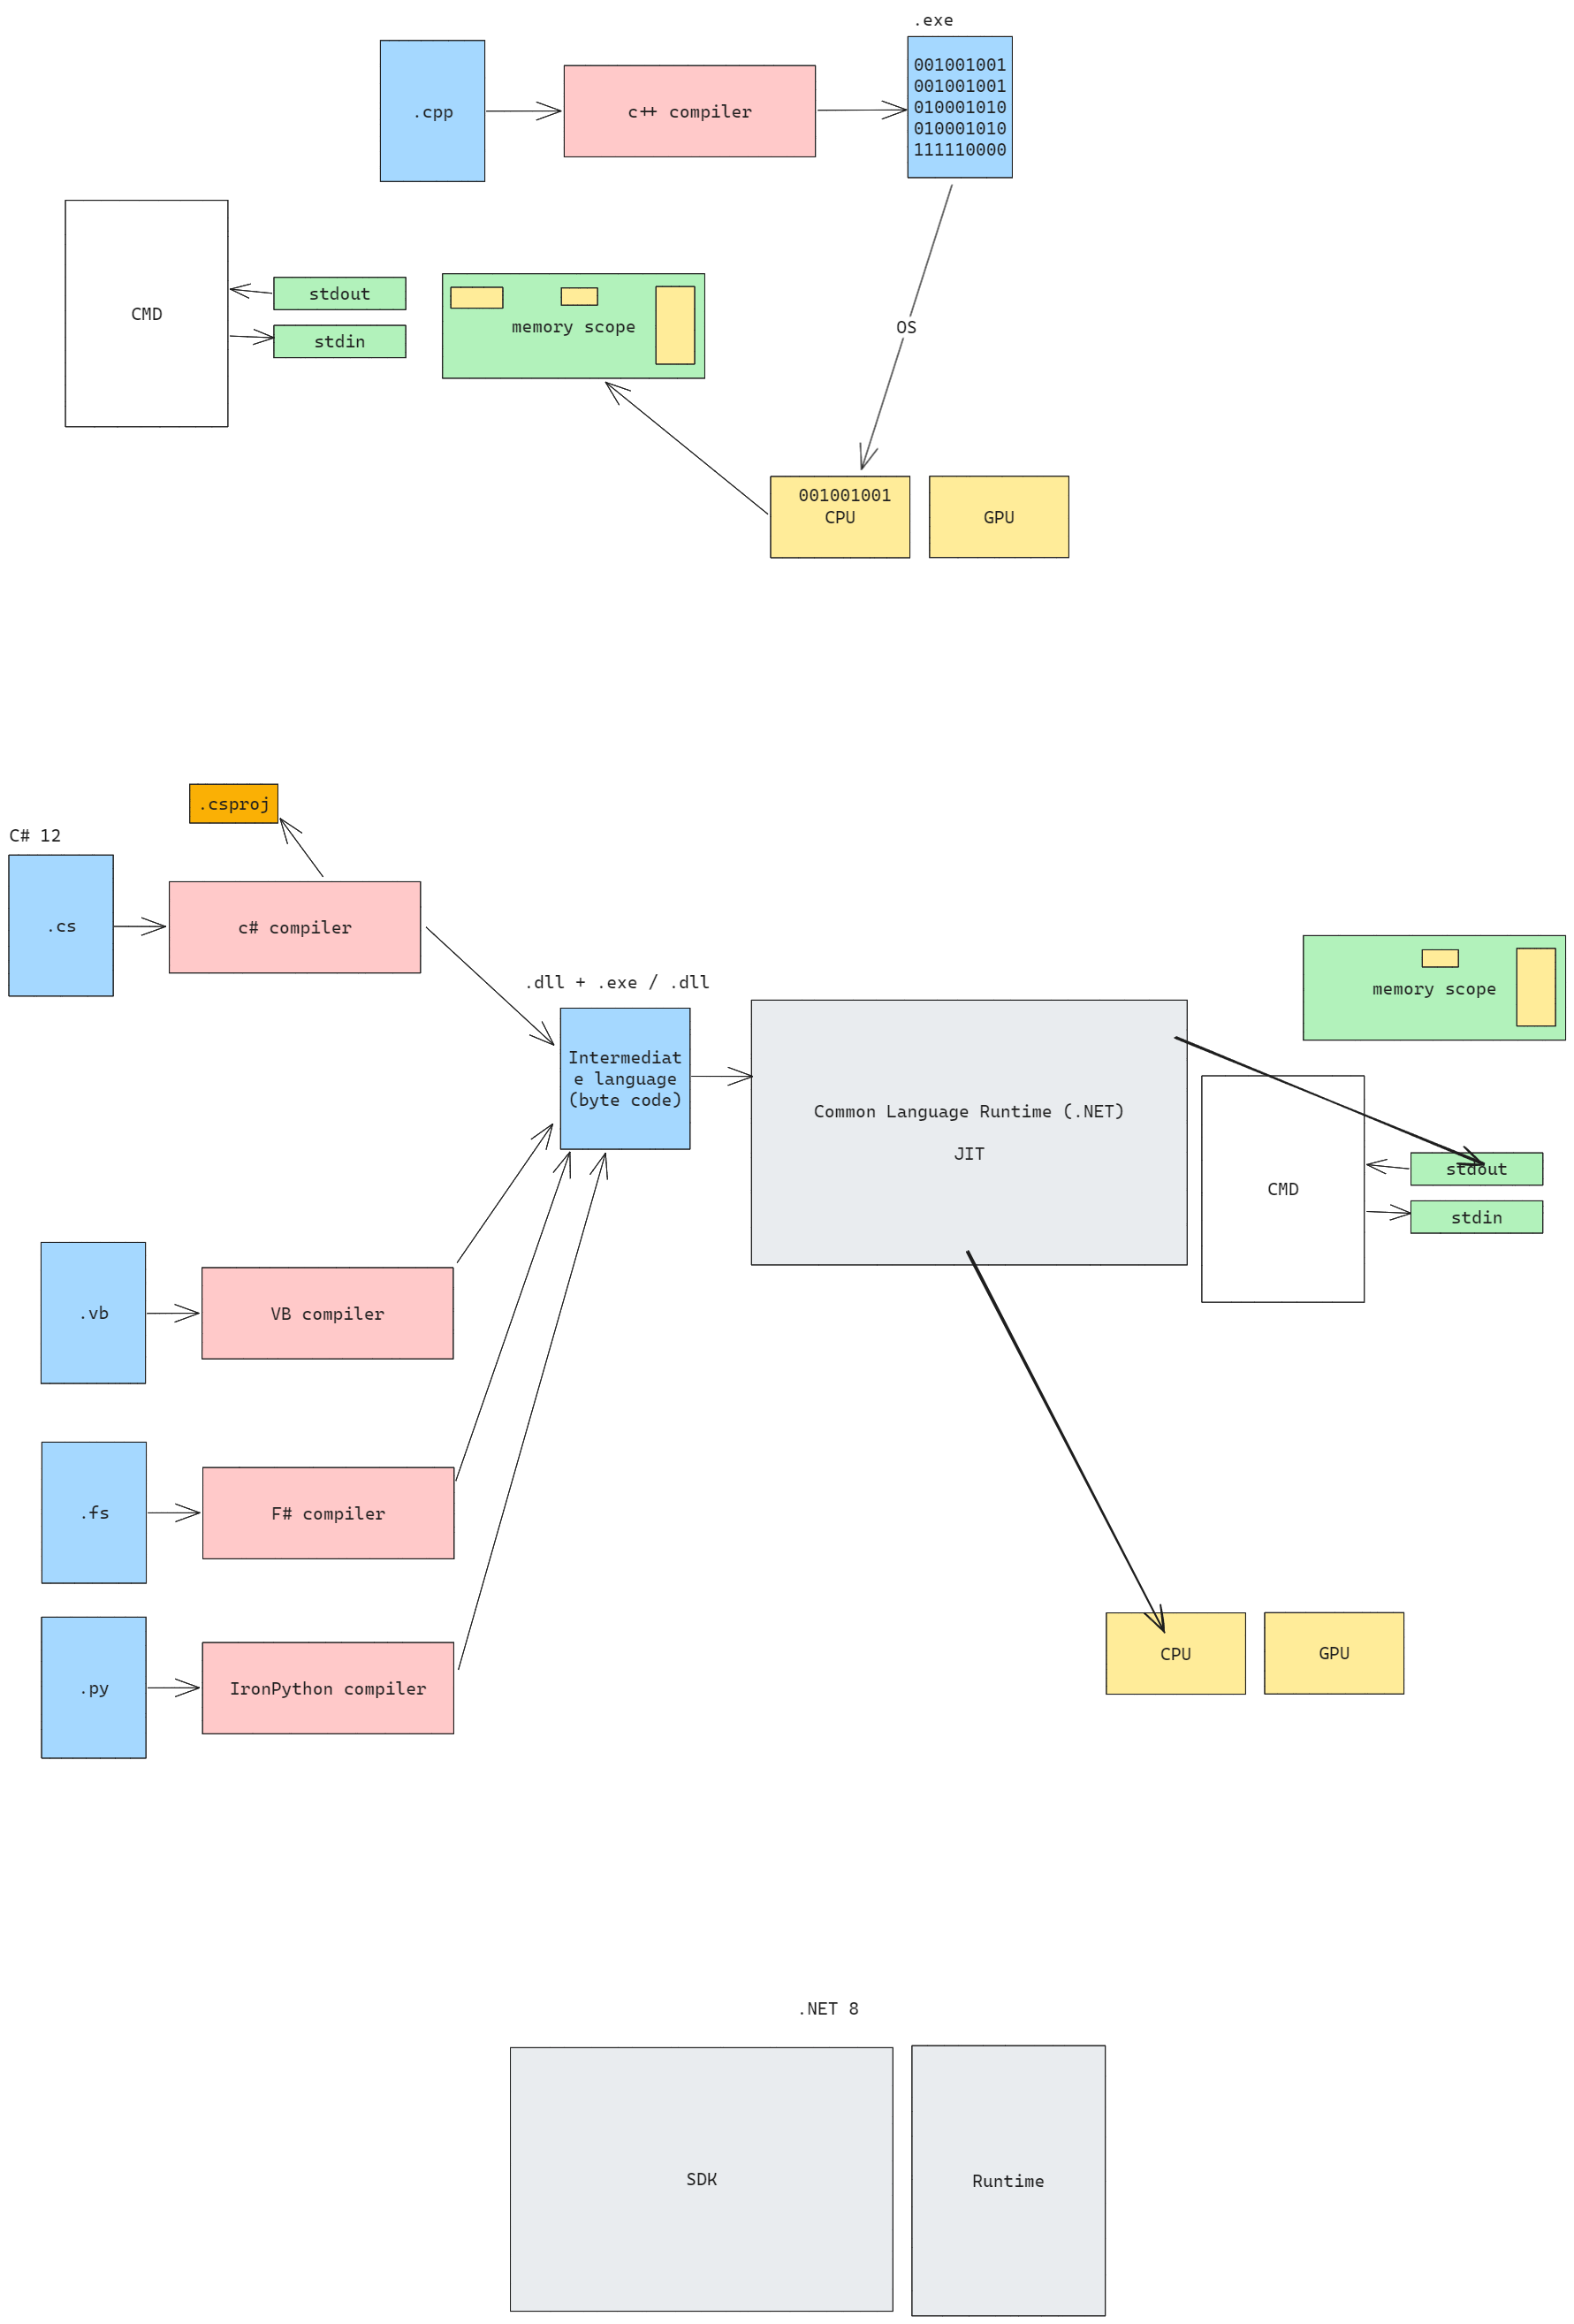 .exe
.cpp
c++ compiler
001001001
001001001
010001010
010001010
111110000
CMD
stdout
stdin
memory scope
OS
001001001
CPU
GPU
.csproj
C# 12
.cs
c# compiler
.dll + .exe / .dll
Intermediat
e language
(byte code)
Common Language Runtime (.NET)
JIT
memory scope
CMD
stdout
stdin
.vb
VB compiler
.fs
F# compiler
.py
IronPython compiler
CPU
GPU
.NET 8
SDK
Runtime